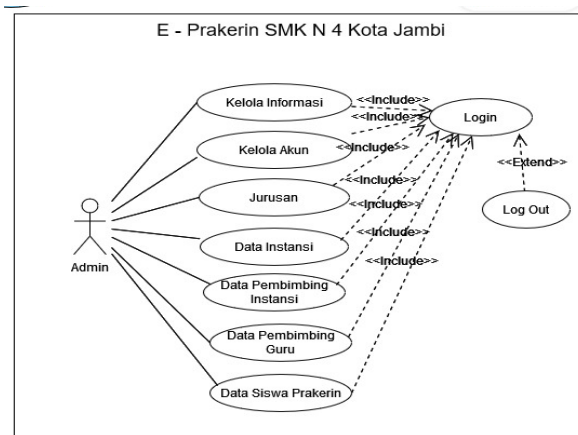 E - Prakerin SMK N 4 Kota Jambi
Kelola Informasi
<<Include>>
Login
<<Include>>
Kelola Akun
<<Include>>
<<Extend>>
Jurusan
<<Include>>
<<Include>>
Log Out
Data Instansi
<<Include>>
<<Include>>
Admin
Data Pembimbing
Instansi
Data Pembimbing
Guru
Data Siswa Prakerin